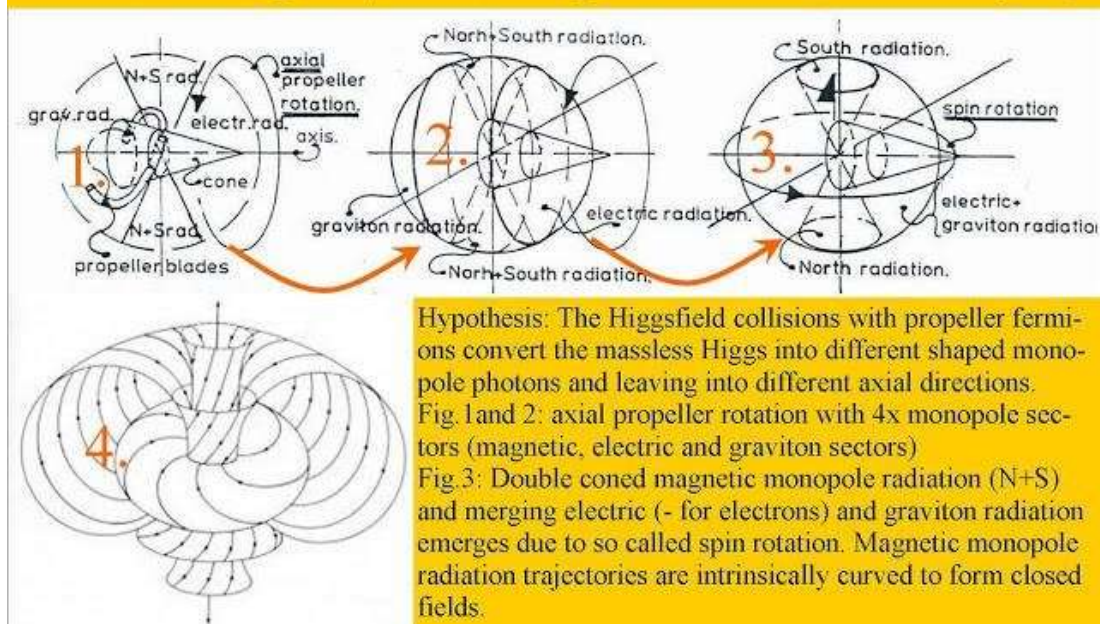 N+S rad.
grav.rad.
electr.rad.
axial
propeller
rotation.
axis.
cone
N+S rad.
propeller blades
1.
Norh+South radiation.
2.
graviton radiation.
electric radiation.
Norh+South radiation.
South radiation.
spin rotation
3.
electric+
graviton radiation
North radiation.
4.
Hypothesis: The Higgsfield collisions with propeller fermi-
ons convert the massless Higgs into different shaped mono-
pole photons and leaving into different axial directions.
Fig.1and 2: axial propeller rotation with 4x monopole sec-
tors (magnetic, electric and graviton sectors)
Fig.3: Double coned magnetic monopole radiation (N+S)
and merging electric (- for electrons) and graviton radiation
emerges due to so called spin rotation. Magnetic monopole
radiation trajectories are intrinsically curved to form closed
fields.